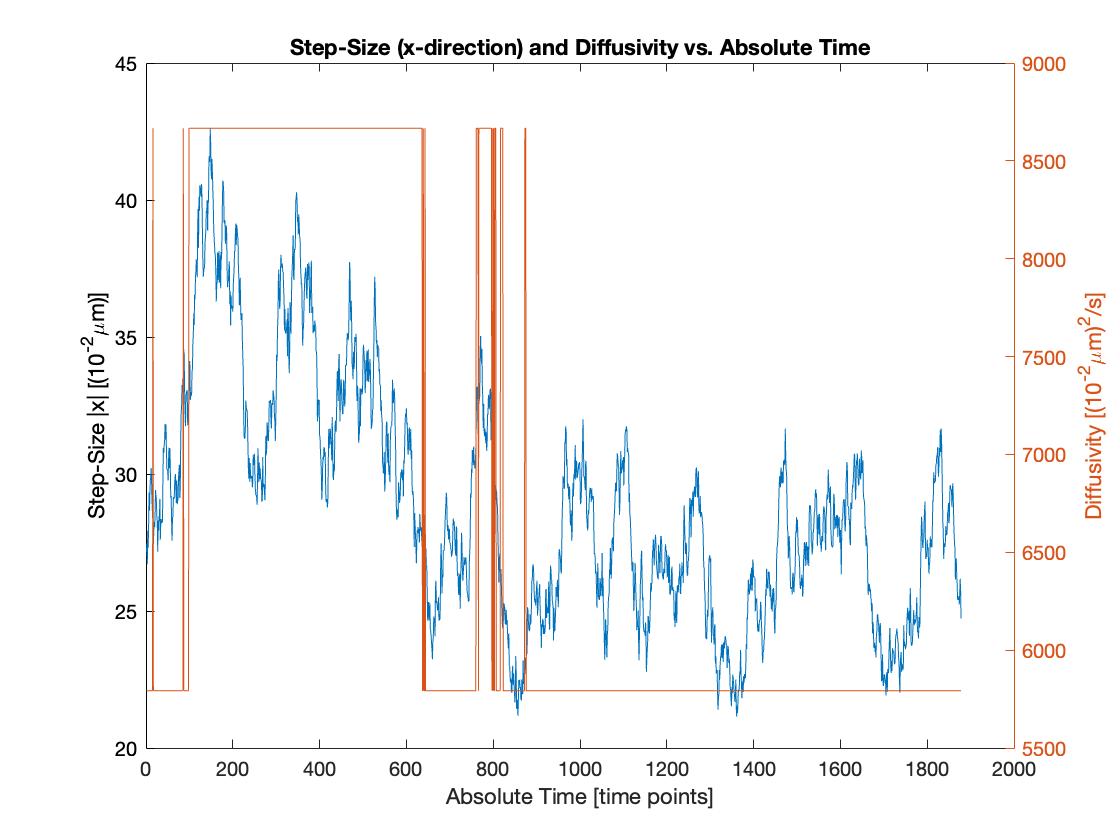 Step-Size (x-direction) and Diffusivity vs. Absolute Time
45
40
35
30
25
20
Step-Size |x| [(10⁻² μm)]
9000
8500
8000
7500
7000
6500
6000
5500
Diffusivity [(10⁻² μm)²/s]
0 200 400 600 800 1000 1200 1400 1600 1800 2000
Absolute Time [time points]